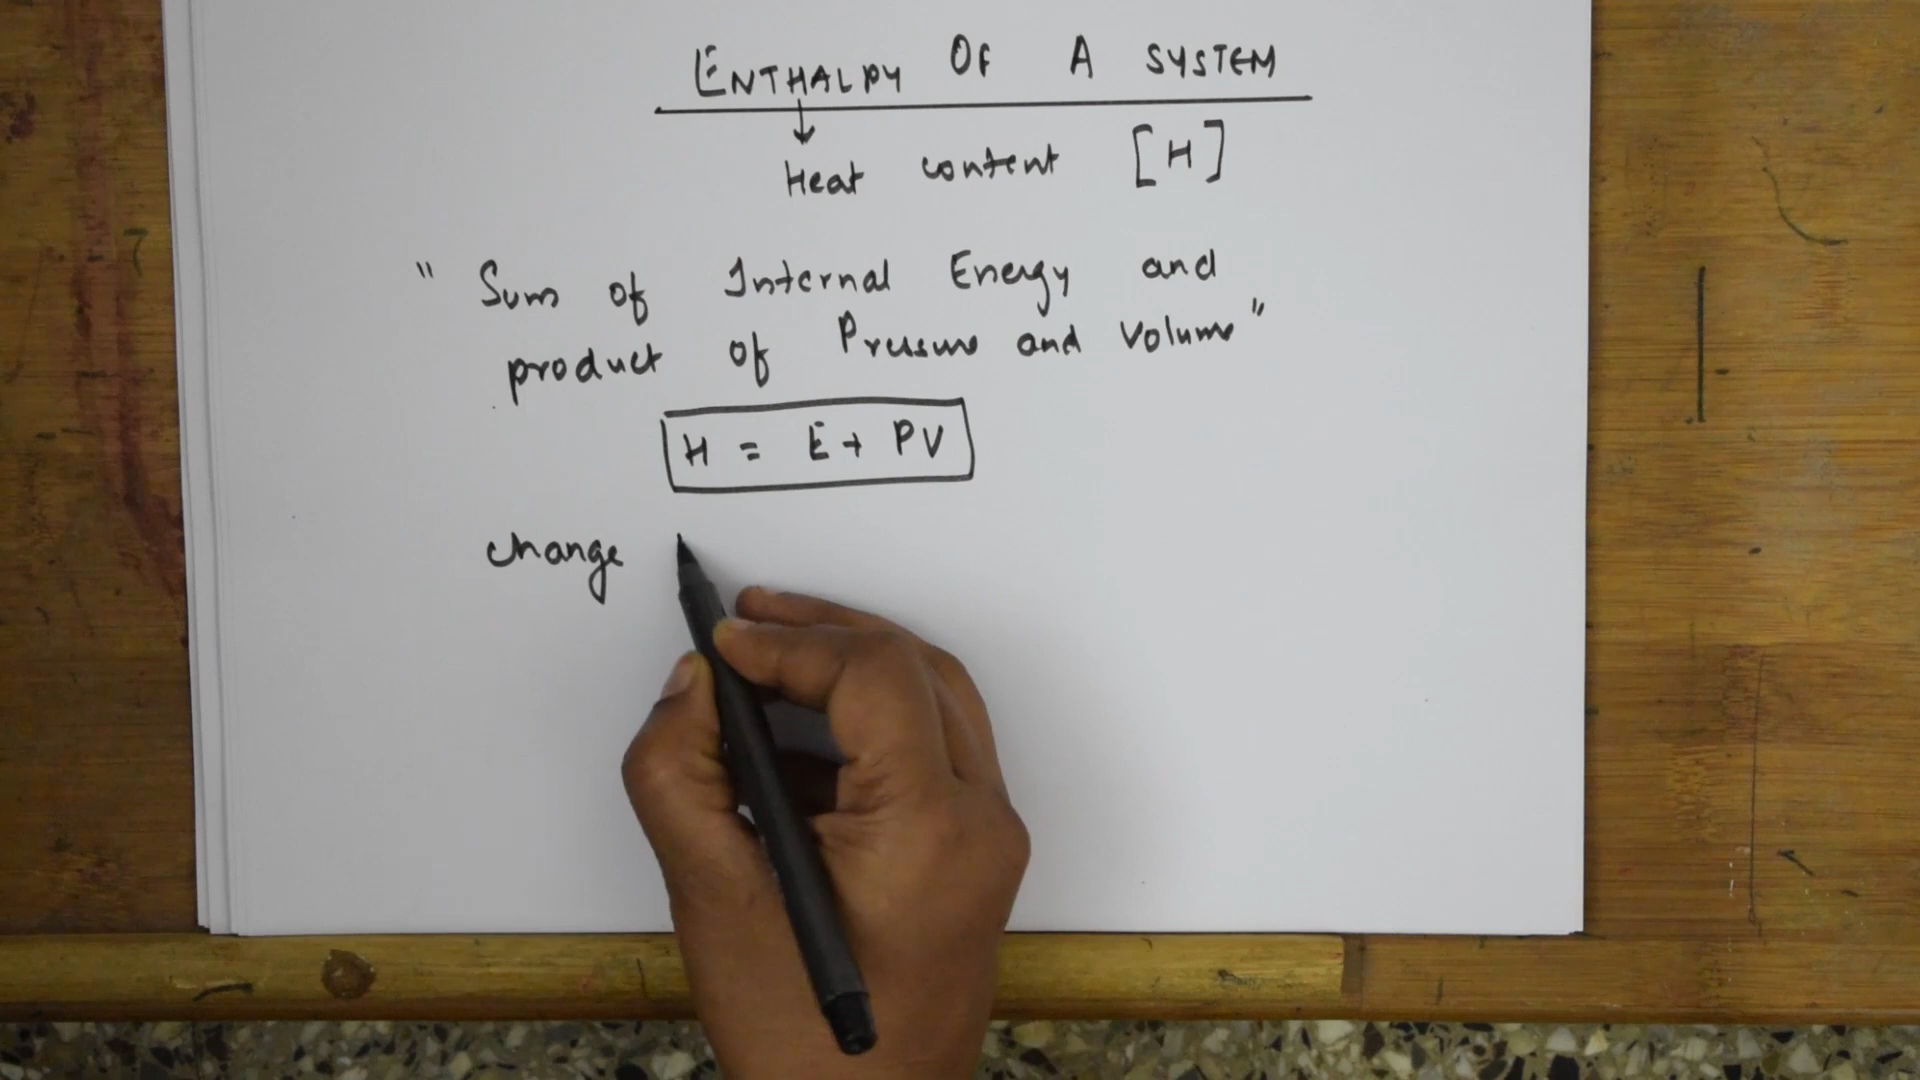 ENTHALPY OF A SYSTEM
Heat content [H]
" Sum of Internal Energy and
product of Pressure and Volume "
H = E + PV
change